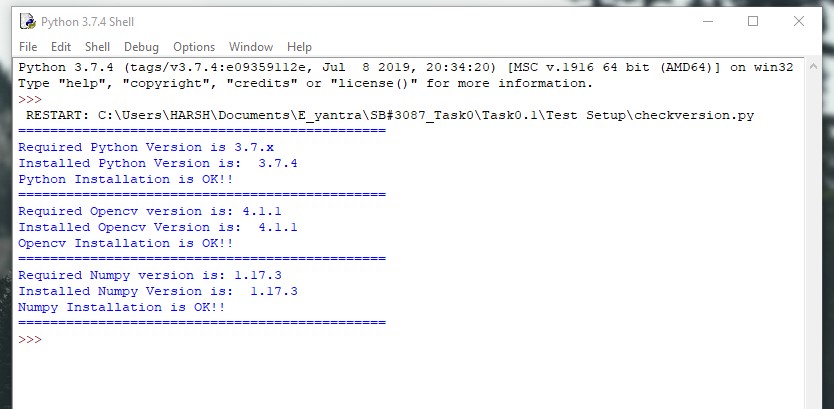 Python 3.7.4 Shell
File Edit Shell Debug Options Window Help
Python 3.7.4 (tags/v3.7.4:e09359112e, Jul  8 2019, 20:34:20) [MSC v.1916 64 bit (AMD64)] on win32
Type "help", "copyright", "credits" or "license()" for more information.
>>>
 RESTART: C:\Users\HARSH\Documents\E_yantra\SB#3087_Task0\Task0.1\Test Setup\checkversion.py
==============================================
Required Python Version is 3.7.x
Installed Python Version is:  3.7.4
Python Installation is OK!!
==============================================
Required Opencv version is: 4.1.1
Installed Opencv Version is:  4.1.1
Opencv Installation is OK!!
==============================================
Required Numpy version is: 1.17.3
Installed Numpy Version is:  1.17.3
Numpy Installation is OK!!
==============================================
>>>